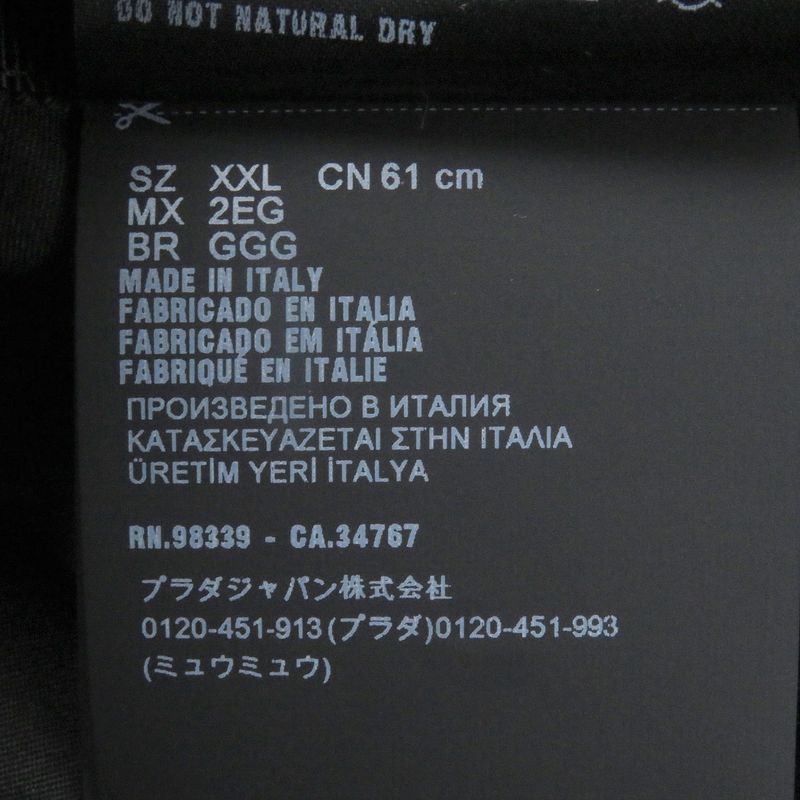 DO NOT NATURAL DRY
SZ XXL CN 61 cm
MX 2EG
BR GGG
MADE IN ITALY
FABRICADO EN ITALIA
FABRICADO EM ITÁLIA
FABRIQUÉ EN ITALIE
ПРОИЗВЕДЕНО В ИТАЛИЯ
ΚΑΤΑΣΚΕΥΑΖΕΤΑΙ ΣΤΗΝ ΙΤΑΛΙΑ
ÜRETİM YERİ İTALYA
RN.98339 - CA.34767
プラダジャパン株式会社
0120-451-913(プラダ)0120-451-993
(ミュウミュウ)